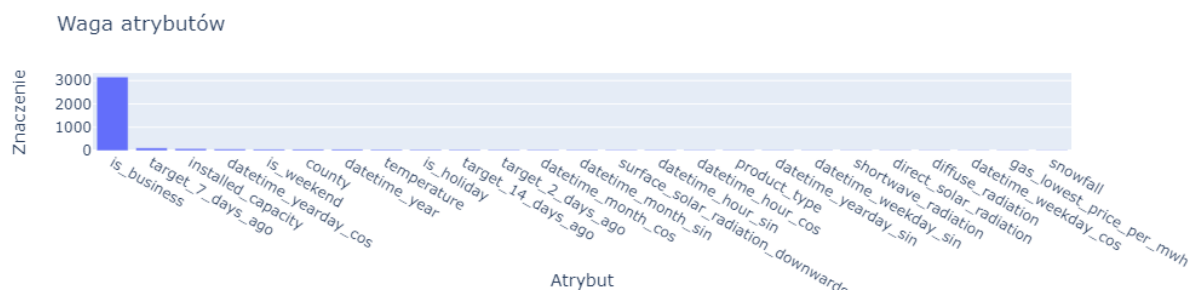 Waga atrybutów
Znaczenie
3000
2000
1000
0
is_business
target_7_days_ago
installed_capacity
datetime_yearday_cos
is_weekend
county
datetime_year
temperature
is_holiday
target_14_days_ago
target_2_days_ago
datetime_month_cos
datetime_month_sin
surface_solar_radiation_downwards
datetime_hour_sin
datetime_hour_cos
product_type
datetime_yearday_sin
datetime_weekday_sin
shortwave_radiation
direct_solar_radiation
diffuse_radiation
datetime_weekday_cos
gas_lowest_price_per_mwh
snowfall
Atrybut